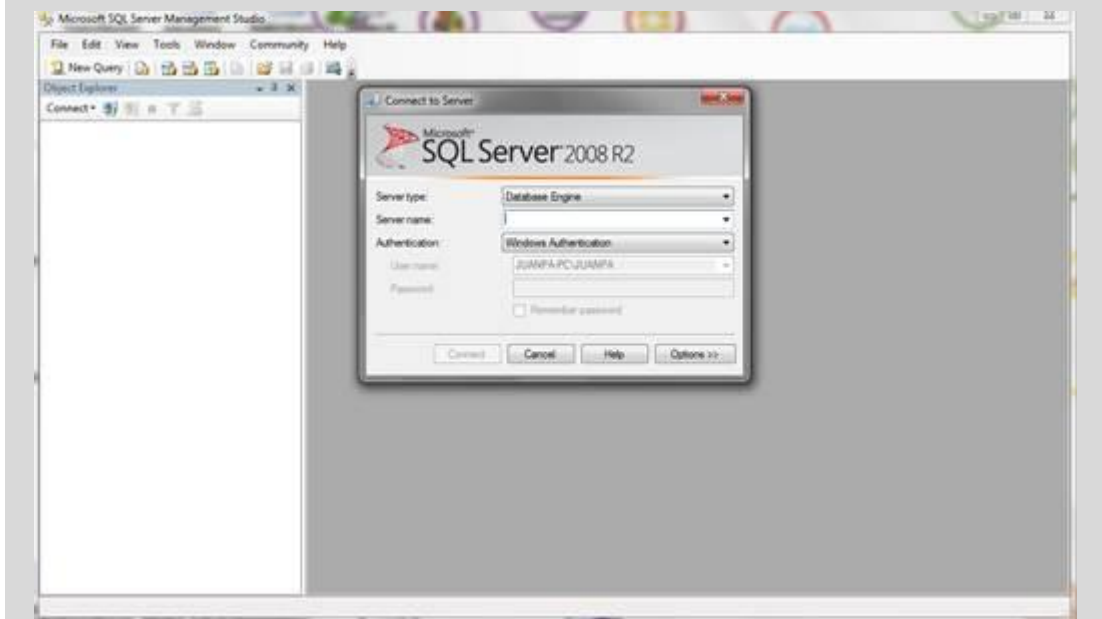 Microsoft SQL Server Management Studio
File Edit View Tools Window Community Help
New Query
Object Explorer
Connect
Connect to Server
Microsoft
SQL Server 2008 R2
Server type: Database Engine
Server name:
Authentication: Windows Authentication
User name: JUANPA-PC\JUANPA
Password:
Remember password
Connect Cancel Help Options >>